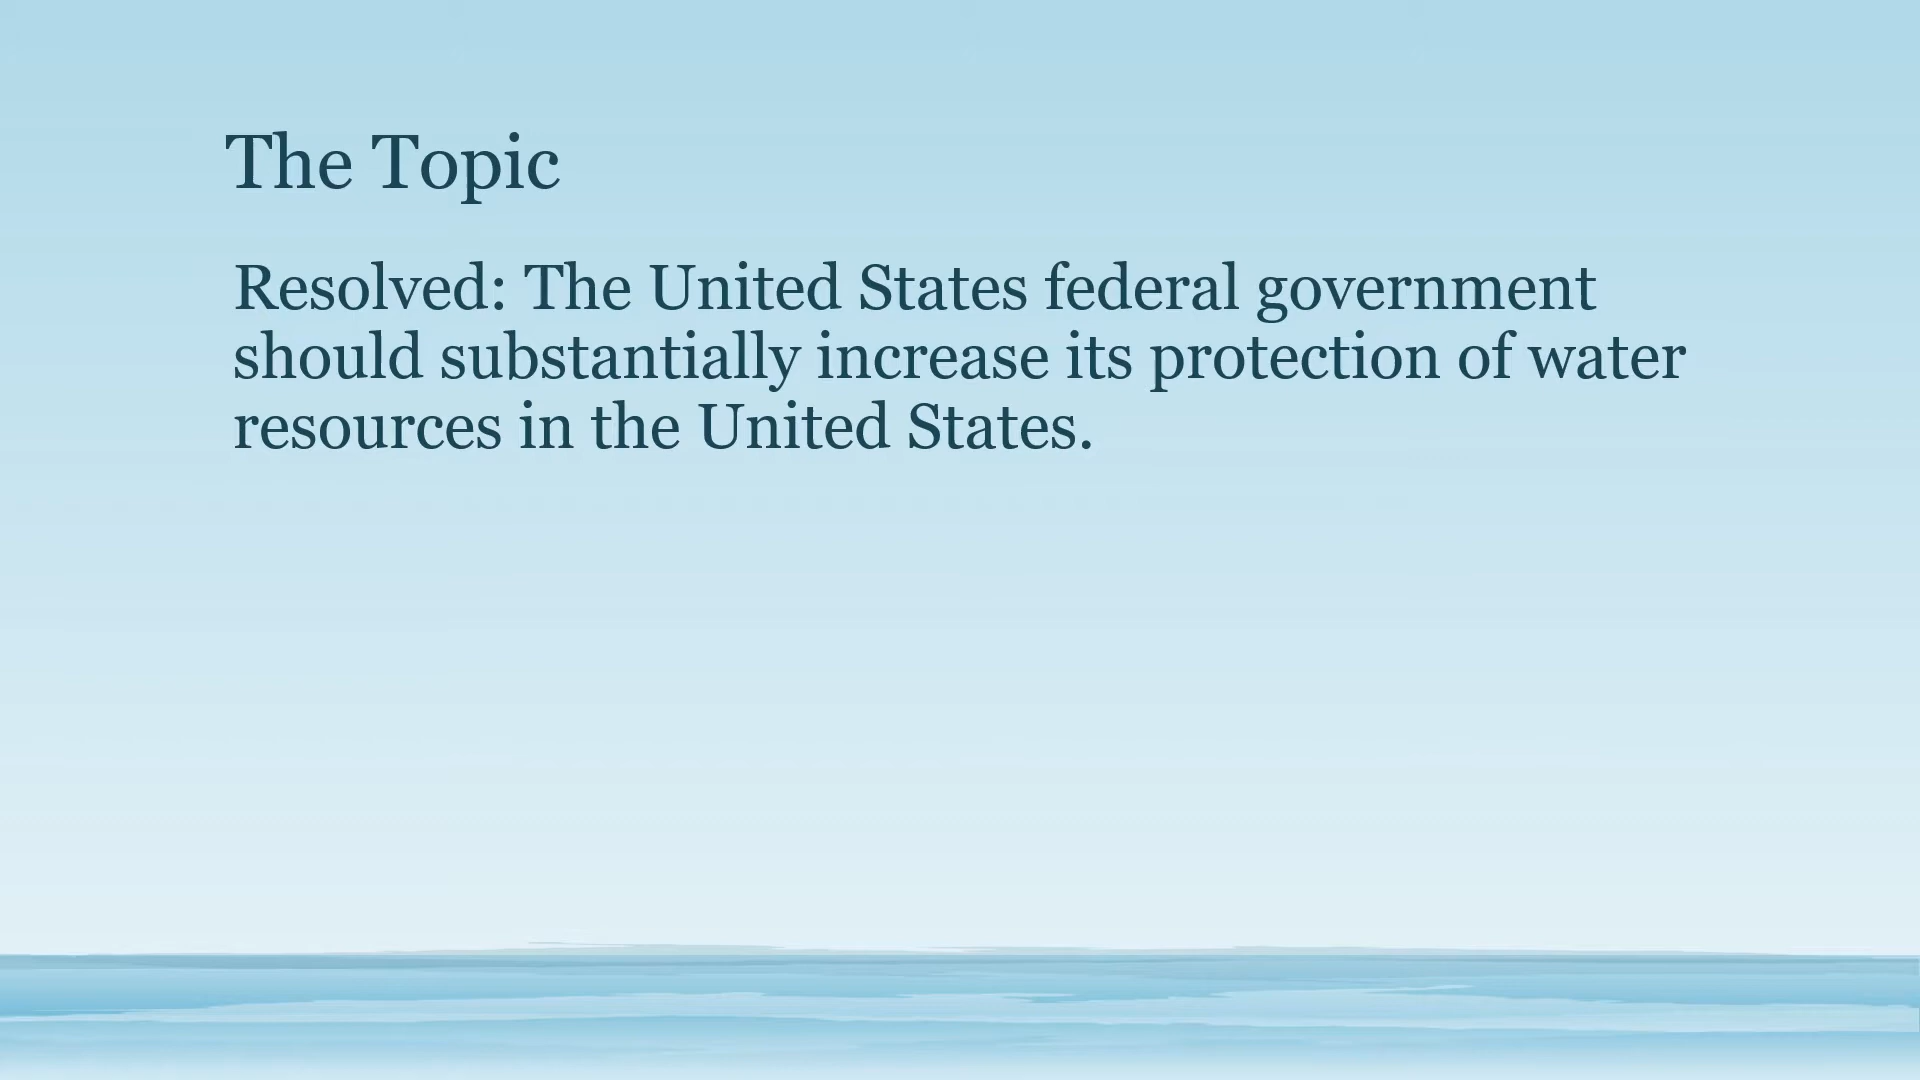 The Topic
Resolved: The United States federal government
should substantially increase its protection of water
resources in the United States.